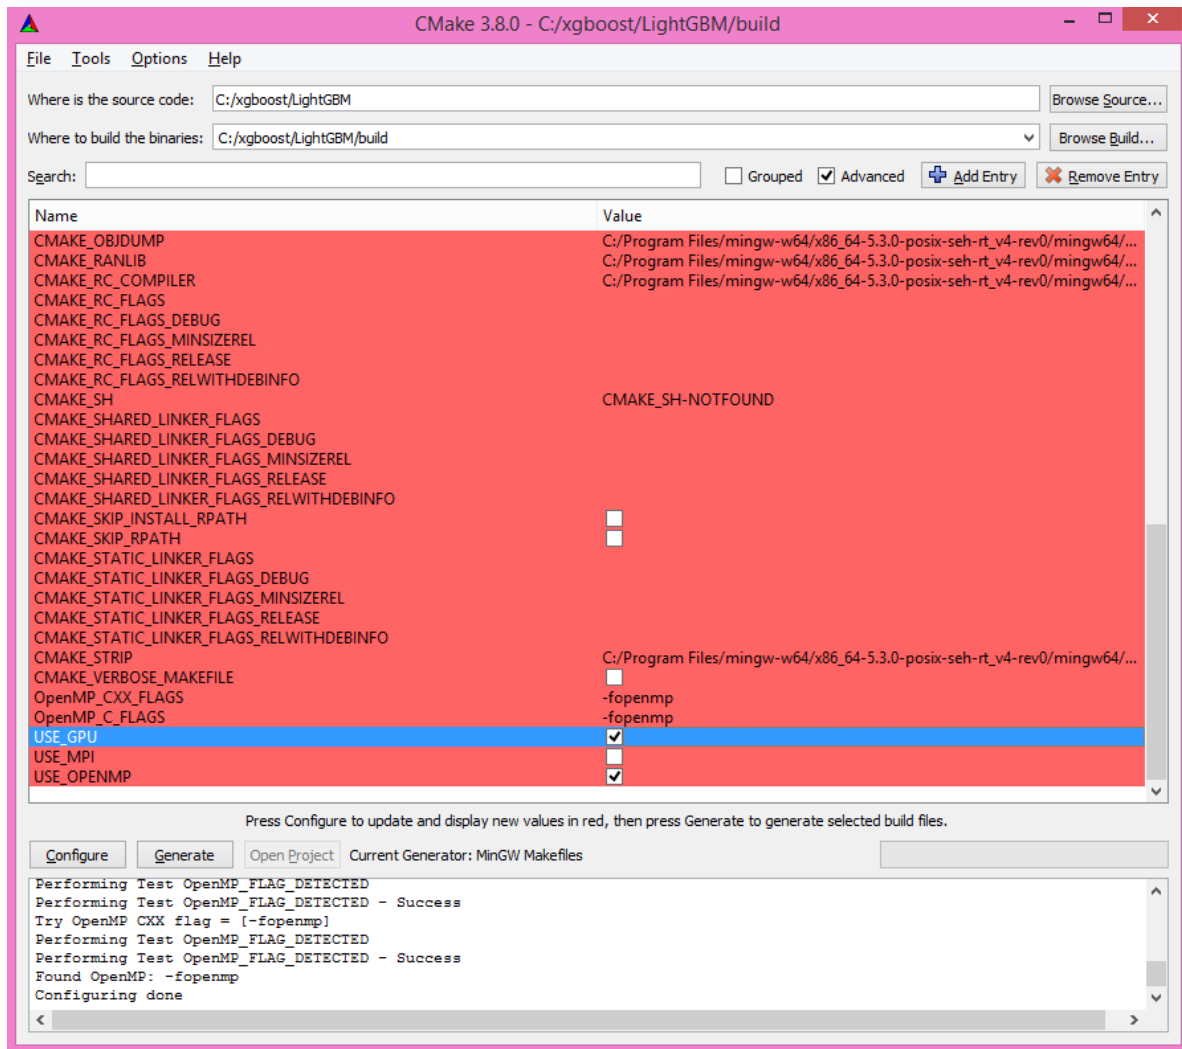 CMake 3.8.0 - C:/xgboost/LightGBM/build
File Tools Options Help
Where is the source code: C:/xgboost/LightGBM Browse Source...
Where to build the binaries: C:/xgboost/LightGBM/build Browse Build...
Search: Grouped Advanced Add Entry Remove Entry
Name Value
CMAKE_OBJDUMP C:/Program Files/mingw-w64/x86_64-5.3.0-posix-seh-rt_v4-rev0/mingw64/...
CMAKE_RANLIB C:/Program Files/mingw-w64/x86_64-5.3.0-posix-seh-rt_v4-rev0/mingw64/...
CMAKE_RC_COMPILER C:/Program Files/mingw-w64/x86_64-5.3.0-posix-seh-rt_v4-rev0/mingw64/...
CMAKE_RC_FLAGS
CMAKE_RC_FLAGS_DEBUG
CMAKE_RC_FLAGS_MINSIZEREL
CMAKE_RC_FLAGS_RELEASE
CMAKE_RC_FLAGS_RELWITHDEBINFO
CMAKE_SH CMAKE_SH-NOTFOUND
CMAKE_SHARED_LINKER_FLAGS
CMAKE_SHARED_LINKER_FLAGS_DEBUG
CMAKE_SHARED_LINKER_FLAGS_MINSIZEREL
CMAKE_SHARED_LINKER_FLAGS_RELEASE
CMAKE_SHARED_LINKER_FLAGS_RELWITHDEBINFO
CMAKE_SKIP_INSTALL_RPATH
CMAKE_SKIP_RPATH
CMAKE_STATIC_LINKER_FLAGS
CMAKE_STATIC_LINKER_FLAGS_DEBUG
CMAKE_STATIC_LINKER_FLAGS_MINSIZEREL
CMAKE_STATIC_LINKER_FLAGS_RELEASE
CMAKE_STATIC_LINKER_FLAGS_RELWITHDEBINFO
CMAKE_STRIP C:/Program Files/mingw-w64/x86_64-5.3.0-posix-seh-rt_v4-rev0/mingw64/...
CMAKE_VERBOSE_MAKEFILE
OpenMP_CXX_FLAGS -fopenmp
OpenMP_C_FLAGS -fopenmp
USE_GPU
USE_MPI
USE_OPENMP
Press Configure to update and display new values in red, then press Generate to generate selected build files.
Configure Generate Open Project Current Generator: MinGW Makefiles
Performing Test OpenMP_FLAG_DETECTED
Performing Test OpenMP_FLAG_DETECTED - Success
Try OpenMP CXX flag = [-fopenmp]
Performing Test OpenMP_FLAG_DETECTED
Performing Test OpenMP_FLAG_DETECTED - Success
Found OpenMP: -fopenmp
Configuring done